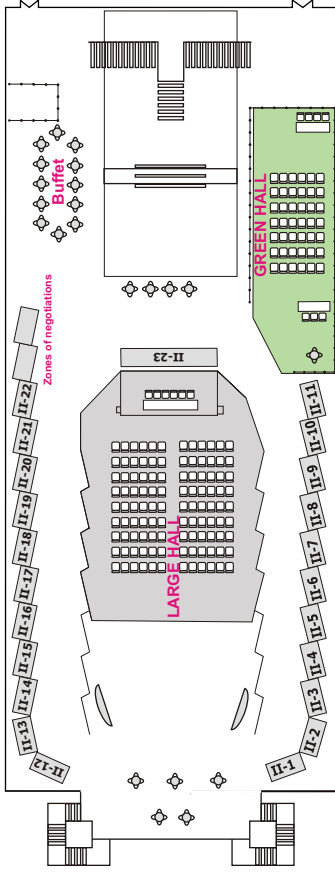 Buffet
GREEN HALL
Zones of negotiations
II-23
II-22
II-21
II-20
II-19
II-18
II-17
II-16
II-15
II-14
II-13
II-12
LARGE HALL
II-11
II-10
II-9
II-8
II-7
II-6
II-5
II-4
II-3
II-2
II-1